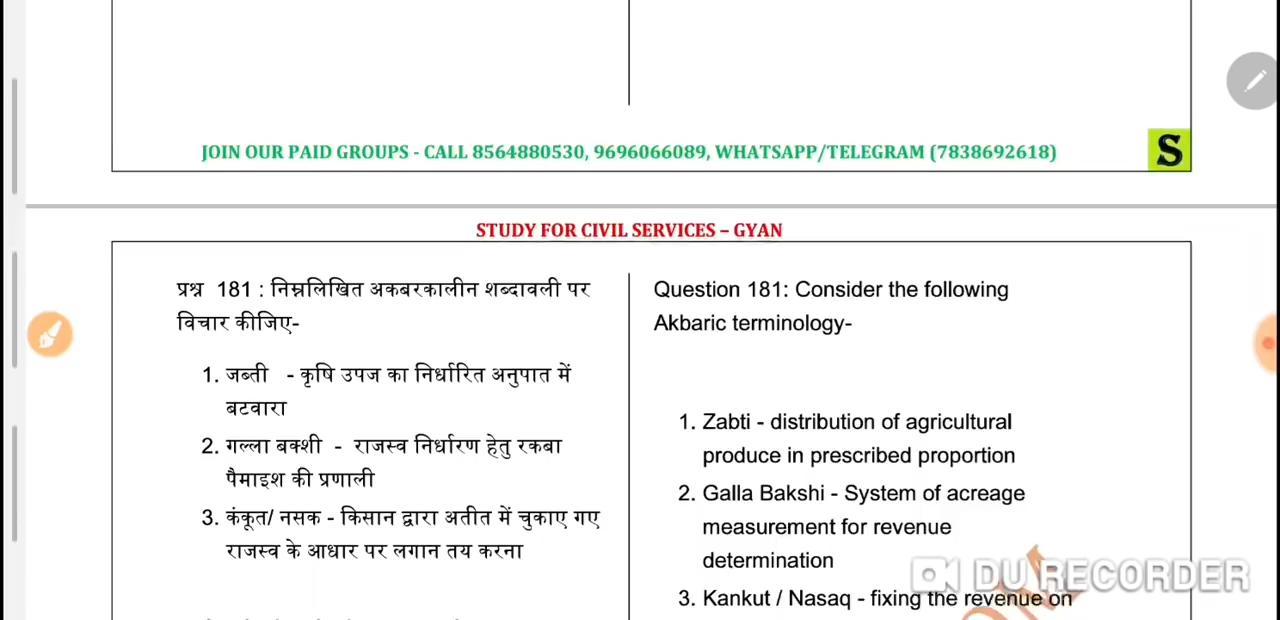 JOIN OUR PAID GROUPS - CALL 8564880530, 9696066089, WHATSAPP/TELEGRAM (7838692618)
S
STUDY FOR CIVIL SERVICES – GYAN
प्रश्न 181 : निम्नलिखित अकबरकालीन शब्दावली पर
विचार कीजिए-
1. जब्ती - कृषि उपज का निर्धारित अनुपात में
बटवारा
2. गल्ला बक्शी - राजस्व निर्धारण हेतु रकबा
पैमाइश की प्रणाली
3. कंकूत/ नसक - किसान द्वारा अतीत में चुकाए गए
राजस्व के आधार पर लगान तय करना
Question 181: Consider the following
Akbaric terminology-
1. Zabti - distribution of agricultural
produce in prescribed proportion
2. Galla Bakshi - System of acreage
measurement for revenue
determination
3. Kankut / Nasaq - fixing the revenue on
DU RECORDER